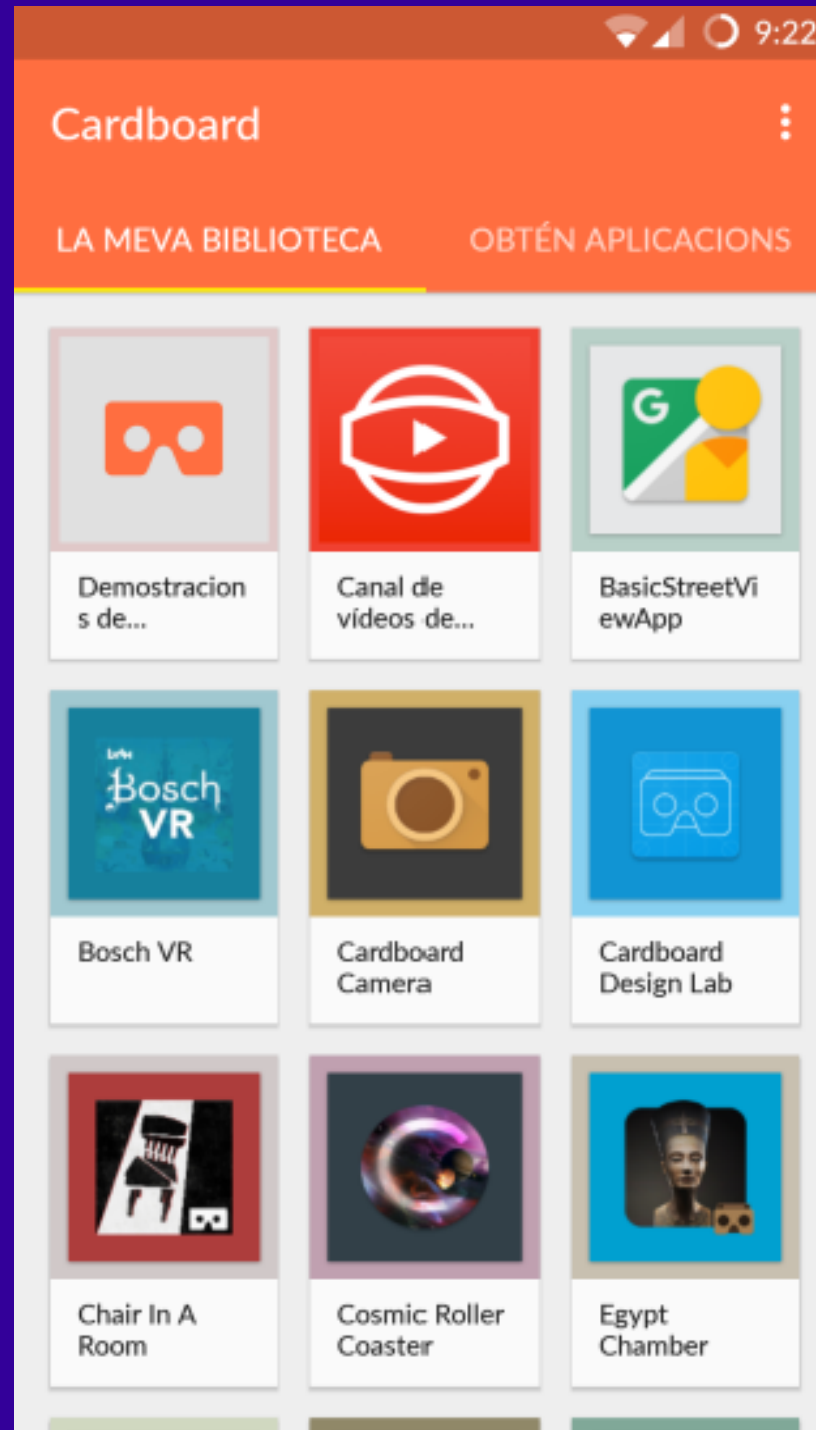 9:22
Cardboard
LA MEVA BIBLIOTECA
OBTÉN APLICACIONS
G
Demostracion
s de...
Canal de
vídeos de...
BasicStreetVi
ewApp
Bosch
VR
Bosch VR
Cardboard
Camera
Cardboard
Design Lab
Chair In A
Room
Cosmic Roller
Coaster
Egypt
Chamber